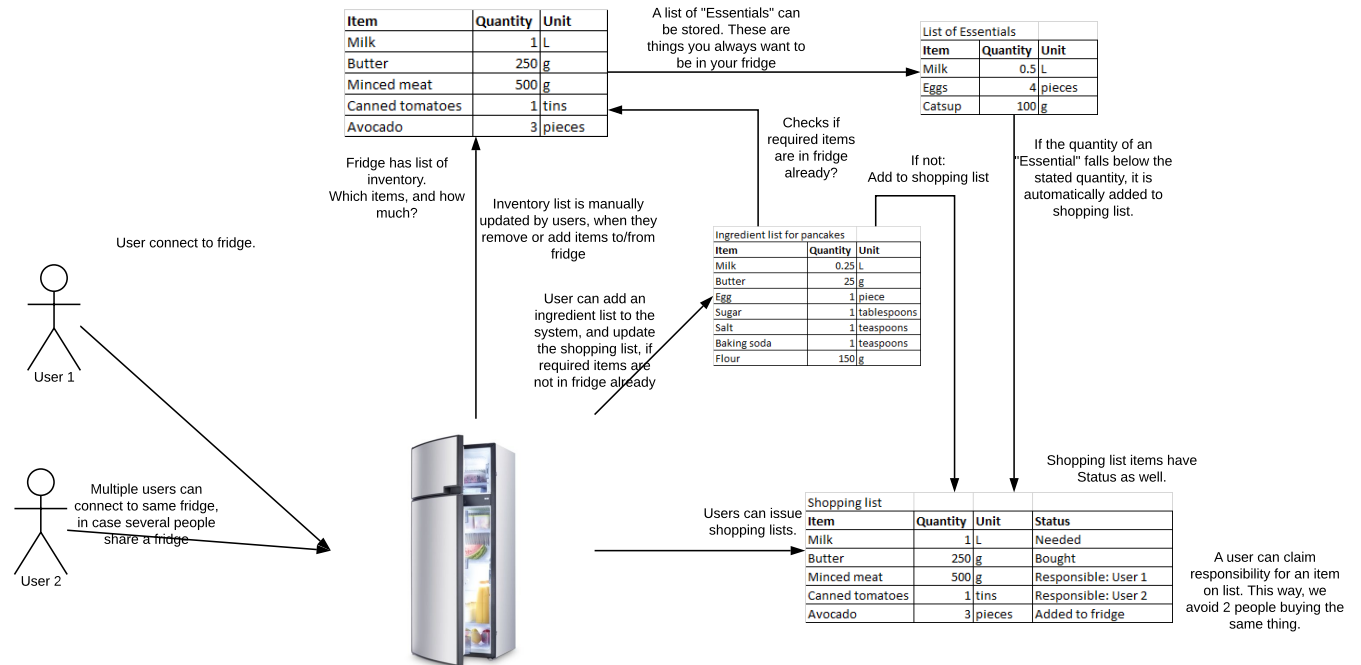 Item Quantity Unit
Milk 1 L
Butter 250 g
Minced meat 500 g
Canned tomatoes 1 tins
Avocado 3 pieces
A list of "Essentials" can
be stored. These are
things you always want to
be in your fridge
List of Essentials
Item Quantity Unit
Milk 0.5 L
Eggs 4 pieces
Catsup 100 g
Fridge has list of
inventory.
Which items, and how
much?
Inventory list is manually
updated by users, when they
remove or add items to/from
fridge
Checks if
required items
are in fridge
already?
If not:
Add to shopping list
If the quantity of an
"Essential" falls below the
stated quantity, it is
automatically added to
shopping list.
User connect to fridge.
User 1
Multiple users can
connect to same fridge,
in case several people
share a fridge
User 2
User can add an
ingredient list to the
system, and update
the shopping list, if
required items are
not in fridge already
Ingredient list for pancakes
Item Quantity Unit
Milk 0.25 L
Butter 25 g
Egg 1 piece
Sugar 1 tablespoons
Salt 1 teaspoons
Baking soda 1 teaspoons
Flour 150 g
Users can issue
shopping lists.
Shopping list items have
Status as well.
Shopping list
Item Quantity Unit Status
Milk 1 L Needed
Butter 250 g Bought
Minced meat 500 g Responsible: User 1
Canned tomatoes 1 tins Responsible: User 2
Avocado 3 pieces Added to fridge
A user can claim
responsibility for an item
on list. This way, we
avoid 2 people buying the
same thing.